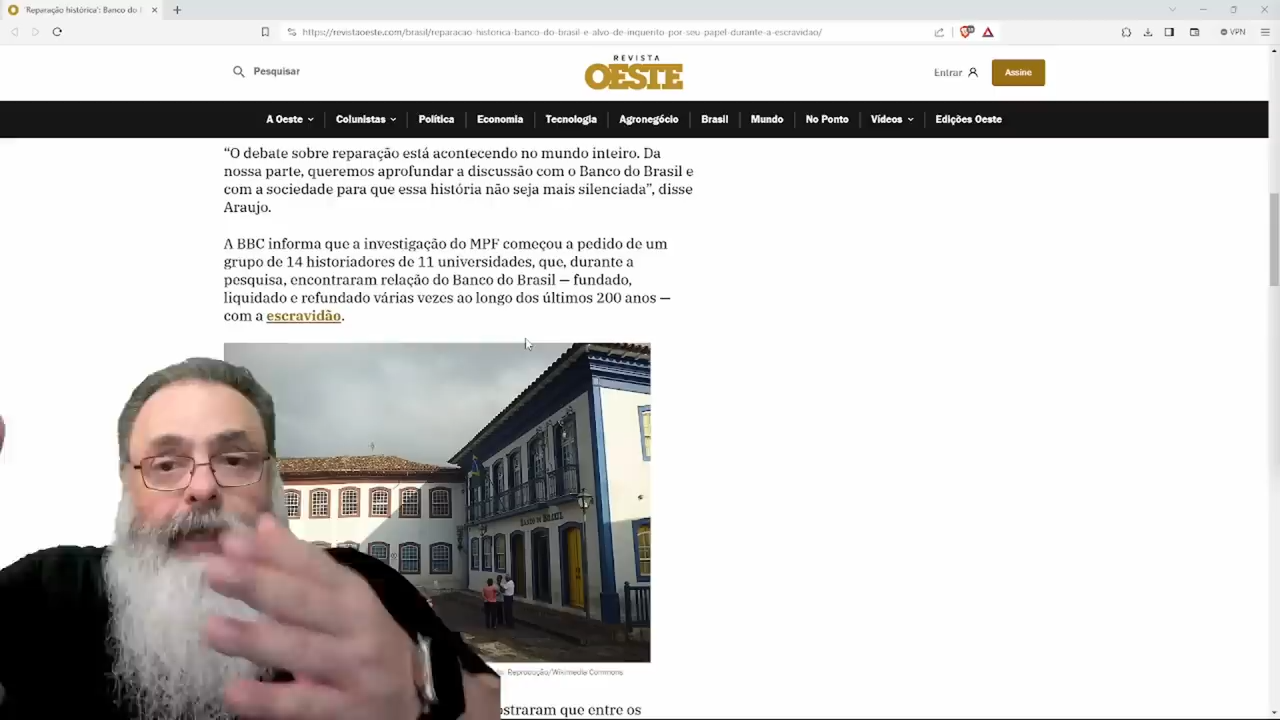 'Reparação histórica': Banco do
https://revistaoeste.com/brasil/reparacao-historica-banco-do-brasil-e-alvo-de-inquerito-por-seu-papel-durante-a-escravidao/
VPN
Pesquisar
REVISTA
OESTE
Entrar
Assine
A Oeste
Colunistas
Política
Economia
Tecnologia
Agronegócio
Brasil
Mundo
No Ponto
Vídeos
Edições Oeste
“O debate sobre reparação está acontecendo no mundo inteiro. Da
nossa parte, queremos aprofundar a discussão com o Banco do Brasil e
com a sociedade para que essa história não seja mais silenciada”, disse
Araujo.
A BBC informa que a investigação do MPF começou a pedido de um
grupo de 14 historiadores de 11 universidades, que, durante a
pesquisa, encontraram relação do Banco do Brasil — fundado,
liquidado e refundado várias vezes ao longo dos últimos 200 anos —
com a escravidão.
BANCO DO BRASIL
Reprodução/Wikimedia Commons
ostraram que entre os